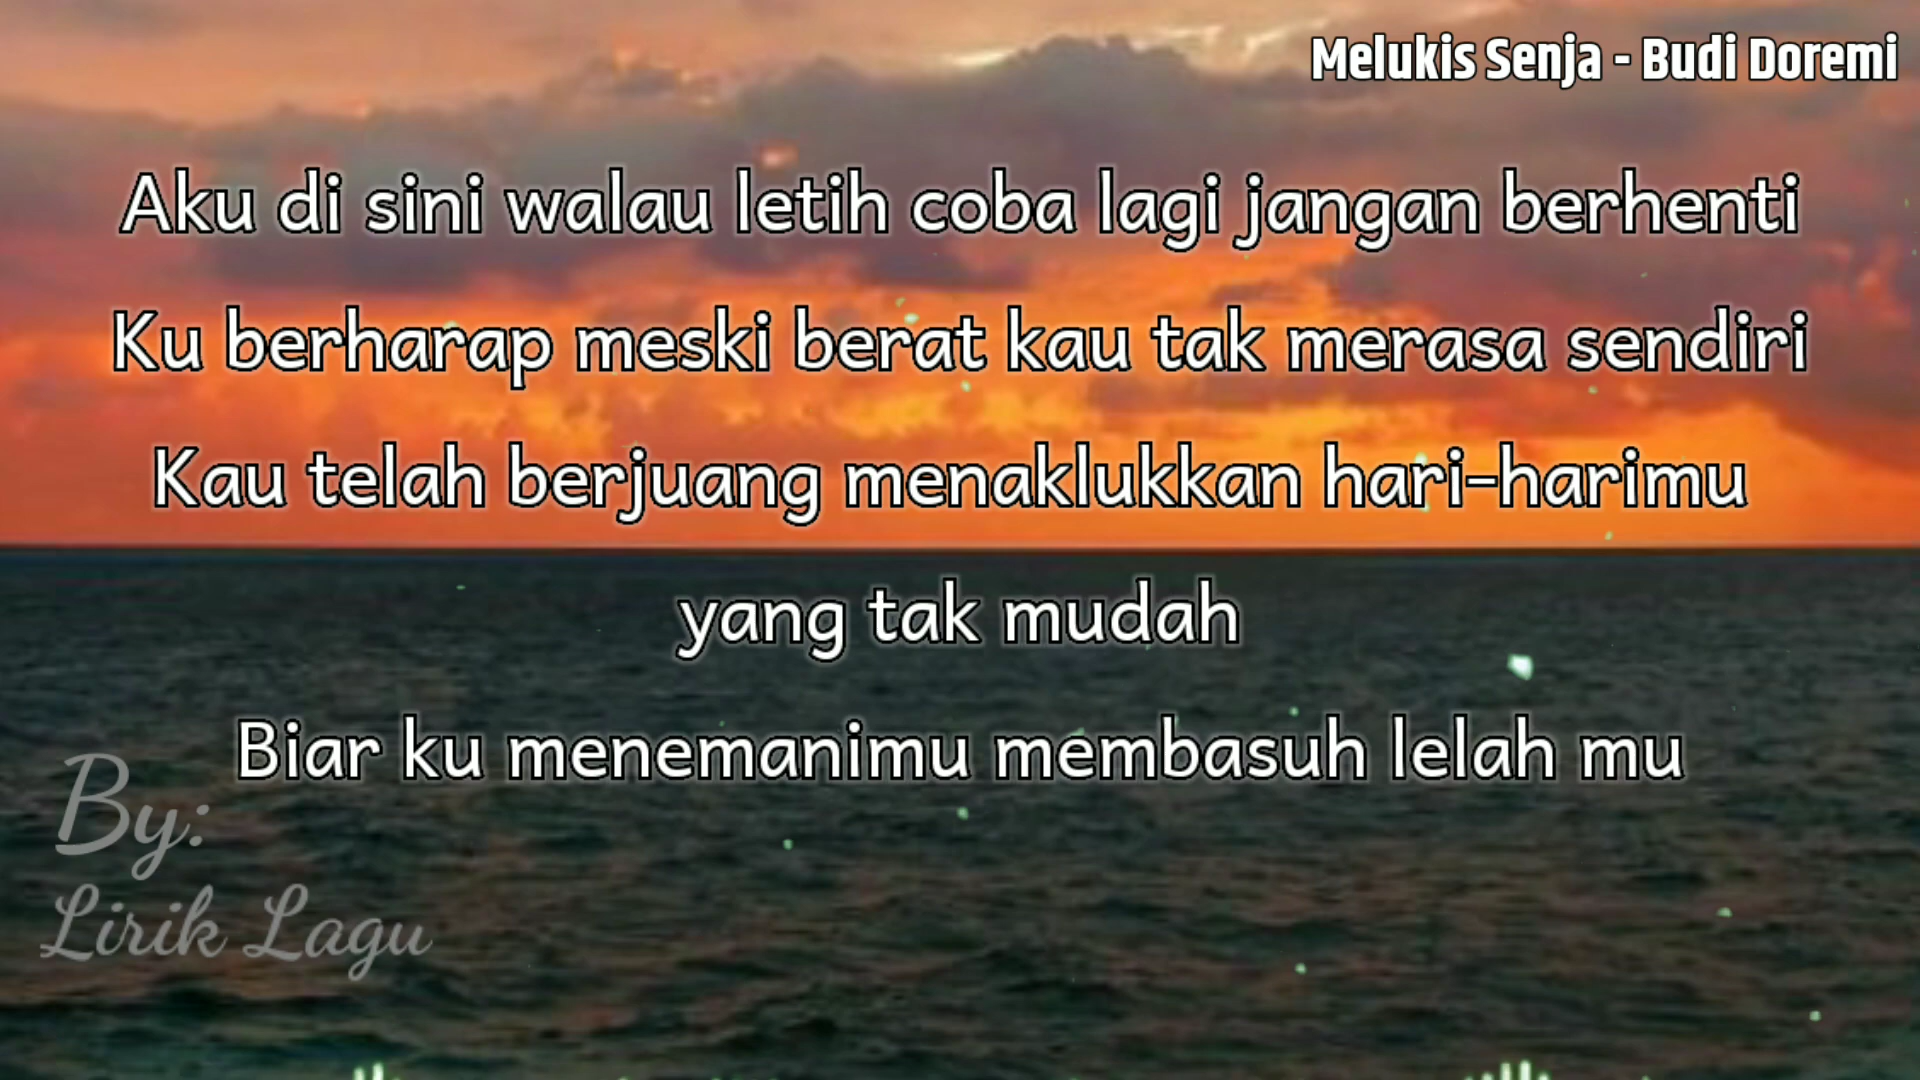 Melukis Senja - Budi Doremi
Aku di sini walau letih coba lagi jangan berhenti
Ku berharap meski berat kau tak merasa sendiri
Kau telah berjuang menaklukkan hari-harimu
yang tak mudah
Biar ku menemanimu membasuh lelah mu
By:
Lirik Lagu